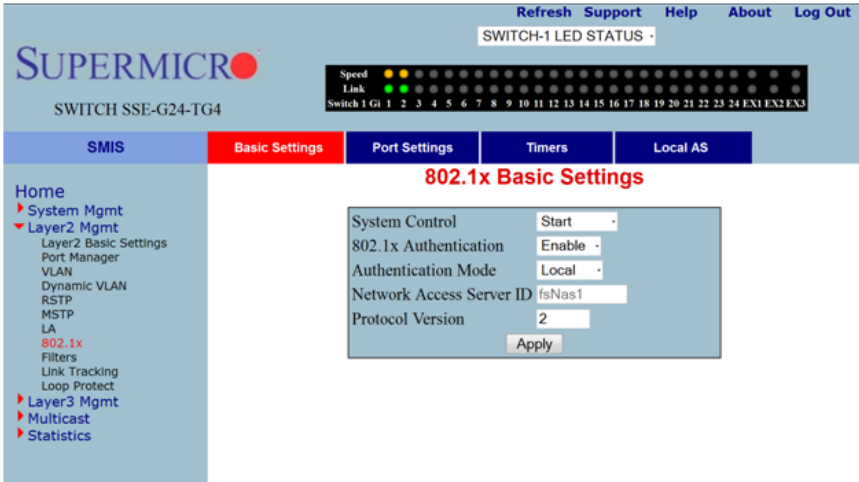 Refresh Support Help About Log Out
SWITCH-1 LED STATUS
SUPERMICRO
SWITCH SSE-G24-TG4
Speed
Link
Switch 1 Gi 1 2 3 4 5 6 7 8 9 10 11 12 13 14 15 16 17 18 19 20 21 22 23 24 EX1 EX2 EX3
SMIS
Basic Settings
Port Settings
Timers
Local AS
802.1x Basic Settings
Home
System Mgmt
Layer2 Mgmt
Layer2 Basic Settings
Port Manager
VLAN
Dynamic VLAN
RSTP
MSTP
LA
802.1x
Filters
Link Tracking
Loop Protect
Layer3 Mgmt
Multicast
Statistics
System Control Start
802.1x Authentication Enable
Authentication Mode Local
Network Access Server ID fsNas1
Protocol Version 2
Apply